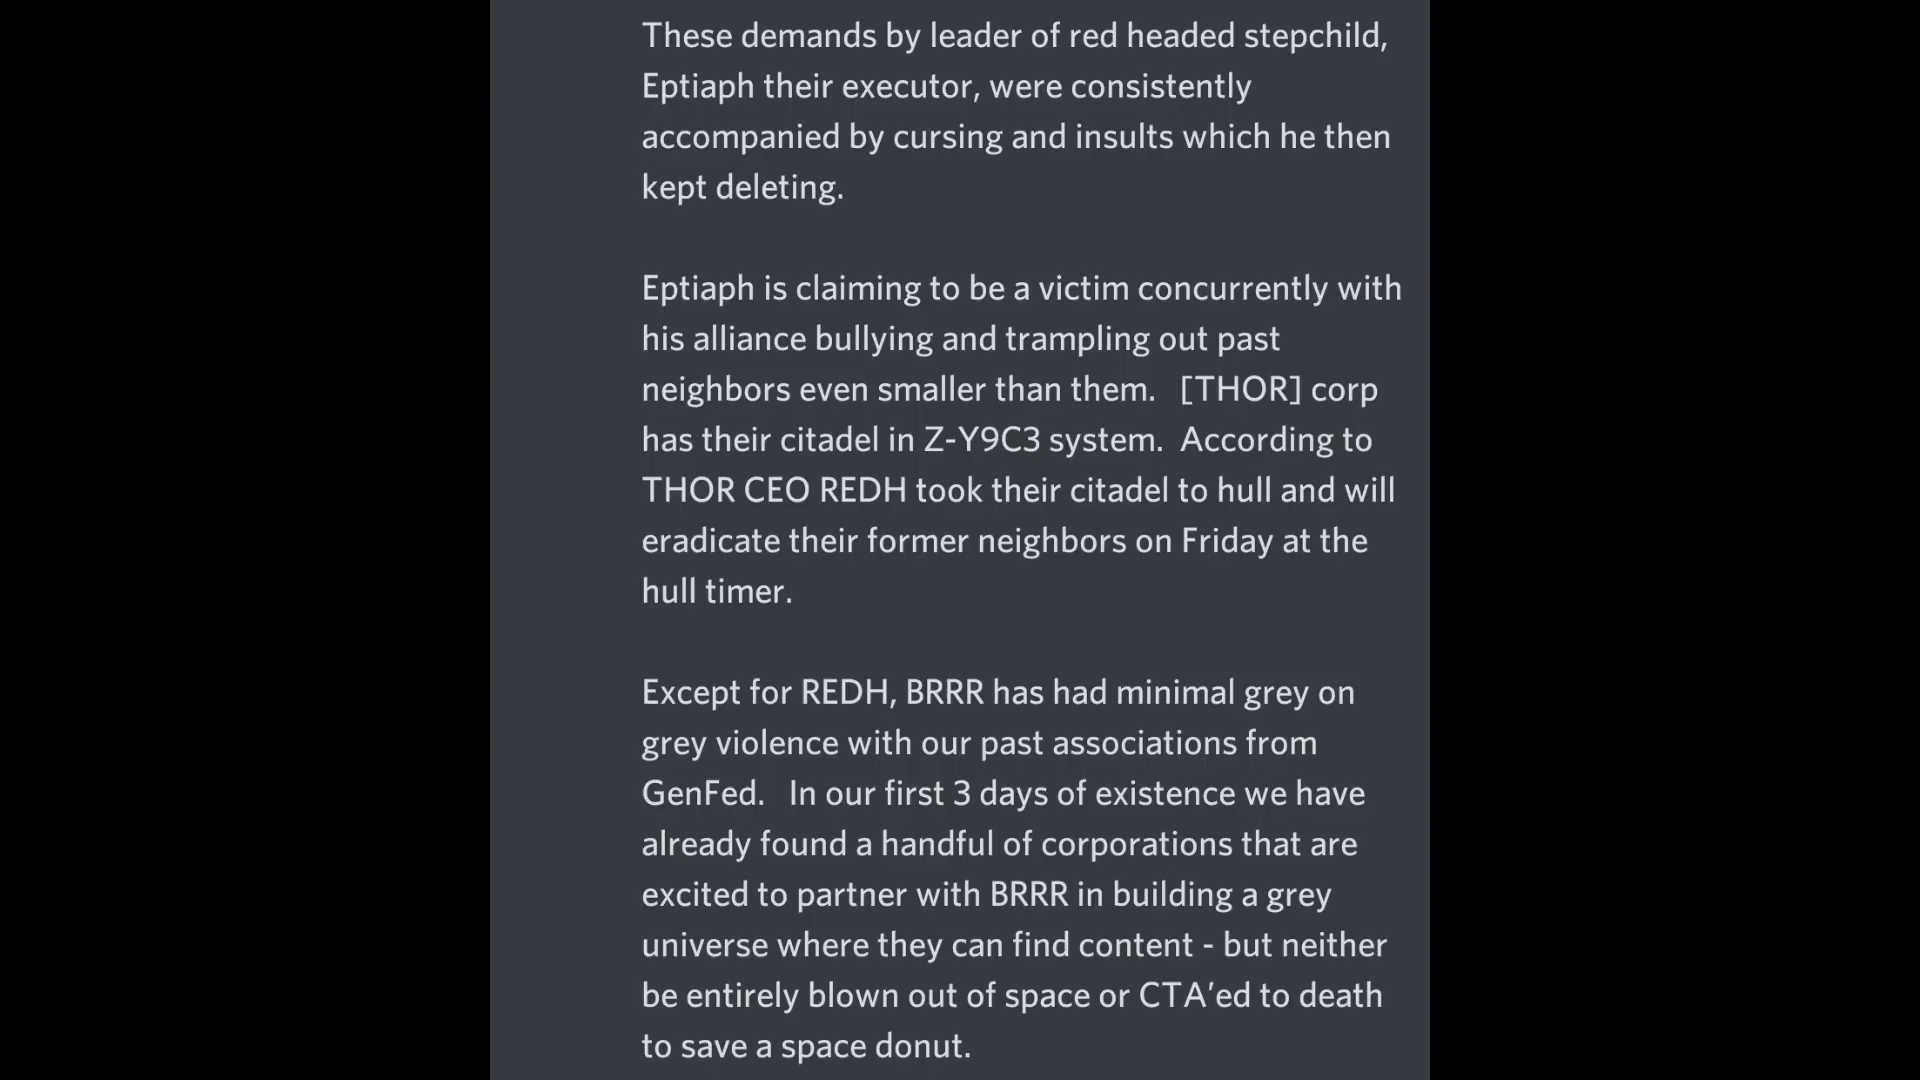 These demands by leader of red headed stepchild,
Eptiaph their executor, were consistently
accompanied by cursing and insults which he then
kept deleting.
Eptiaph is claiming to be a victim concurrently with
his alliance bullying and trampling out past
neighbors even smaller than them.   [THOR] corp
has their citadel in Z-Y9C3 system.  According to
THOR CEO REDH took their citadel to hull and will
eradicate their former neighbors on Friday at the
hull timer.
Except for REDH, BRRR has had minimal grey on
grey violence with our past associations from
GenFed.   In our first 3 days of existence we have
already found a handful of corporations that are
excited to partner with BRRR in building a grey
universe where they can find content - but neither
be entirely blown out of space or CTA’ed to death
to save a space donut.